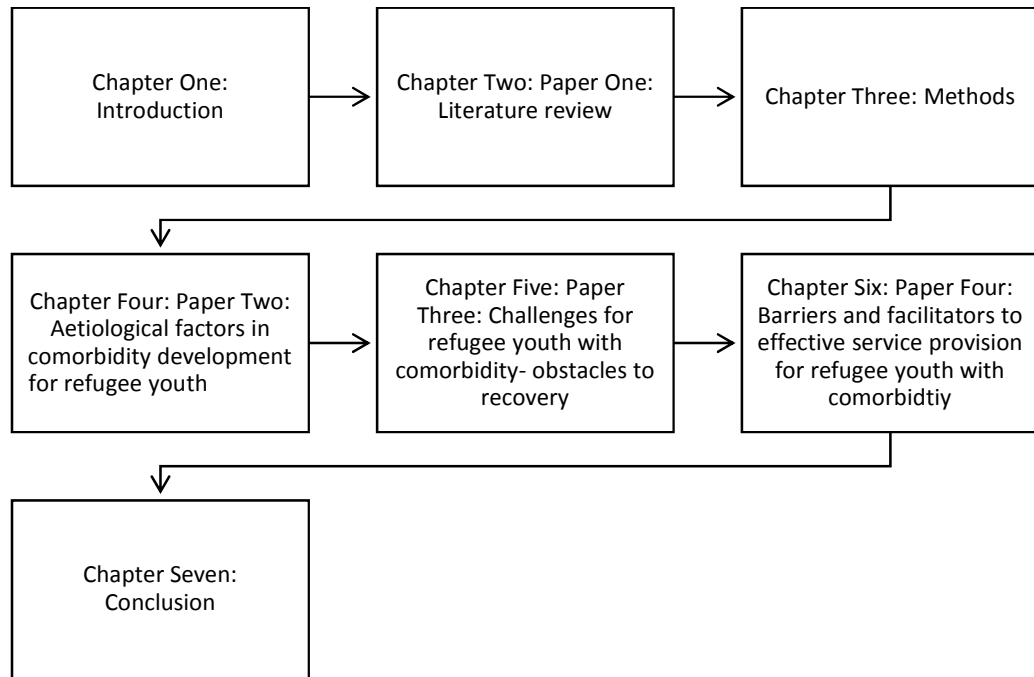 Chapter One:
Introduction
Chapter Two: Paper One:
Literature review
Chapter Three: Methods
Chapter Four: Paper Two:
Aetiological factors in
comorbidity development
for refugee youth
Chapter Five: Paper
Three: Challenges for
refugee youth with
comorbidity- obstacles to
recovery
Chapter Six: Paper Four:
Barriers and facilitators to
effective service provision
for refugee youth with
comorbidtiy
Chapter Seven:
Conclusion